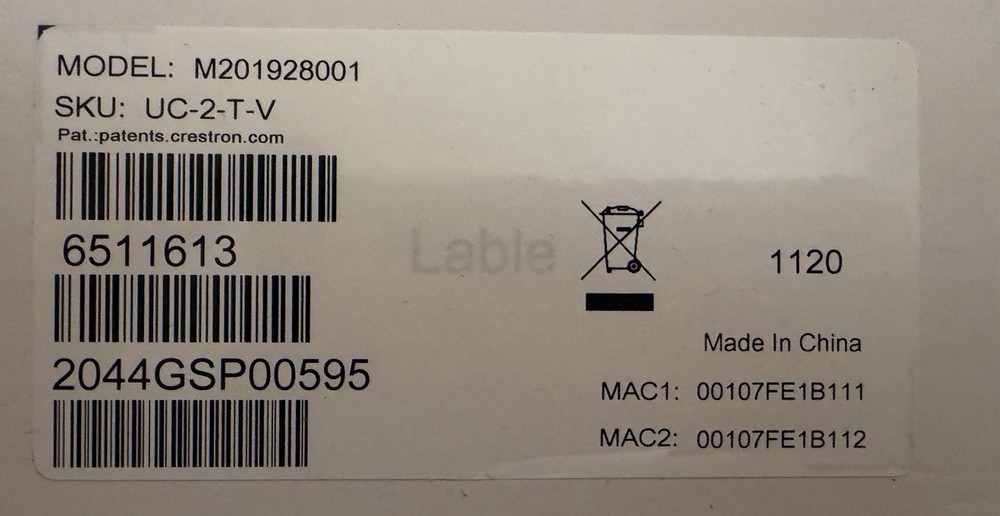 MODEL: M201928001
SKU: UC-2-T-V
Pat.:patents.crestron.com
6511613
Lable
1120
2044GSP00595
Made In China
MAC1: 00107FE1B111
MAC2: 00107FE1B112